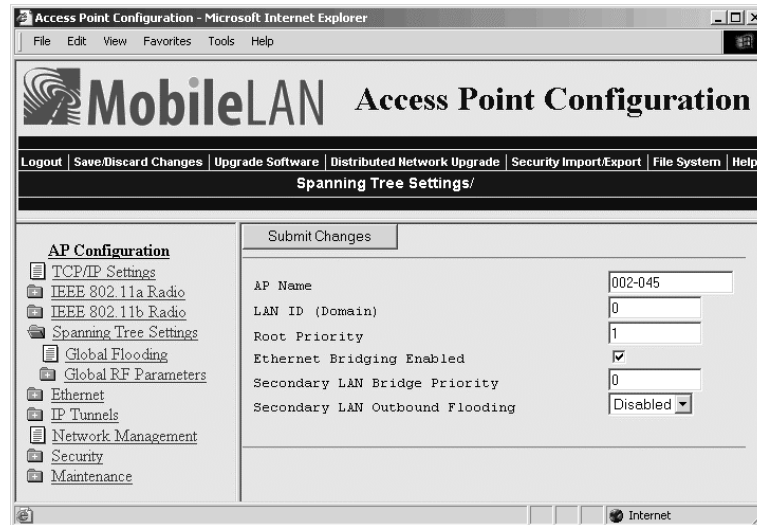 Access Point Configuration - Microsoft Internet Explorer
File Edit View Favorites Tools Help
MobileLAN Access Point Configuration
Logout | Save/Discard Changes | Upgrade Software | Distributed Network Upgrade | Security Import/Export | File System | Help
Spanning Tree Settings/
AP Configuration
TCP/IP Settings
IEEE 802.11a Radio
IEEE 802.11b Radio
Spanning Tree Settings
Global Flooding
Global RF Parameters
Ethernet
IP Tunnels
Network Management
Security
Maintenance
Submit Changes
AP Name 002-045
LAN ID (Domain) 0
Root Priority 1
Ethernet Bridging Enabled
Secondary LAN Bridge Priority 0
Secondary LAN Outbound Flooding Disabled
Internet